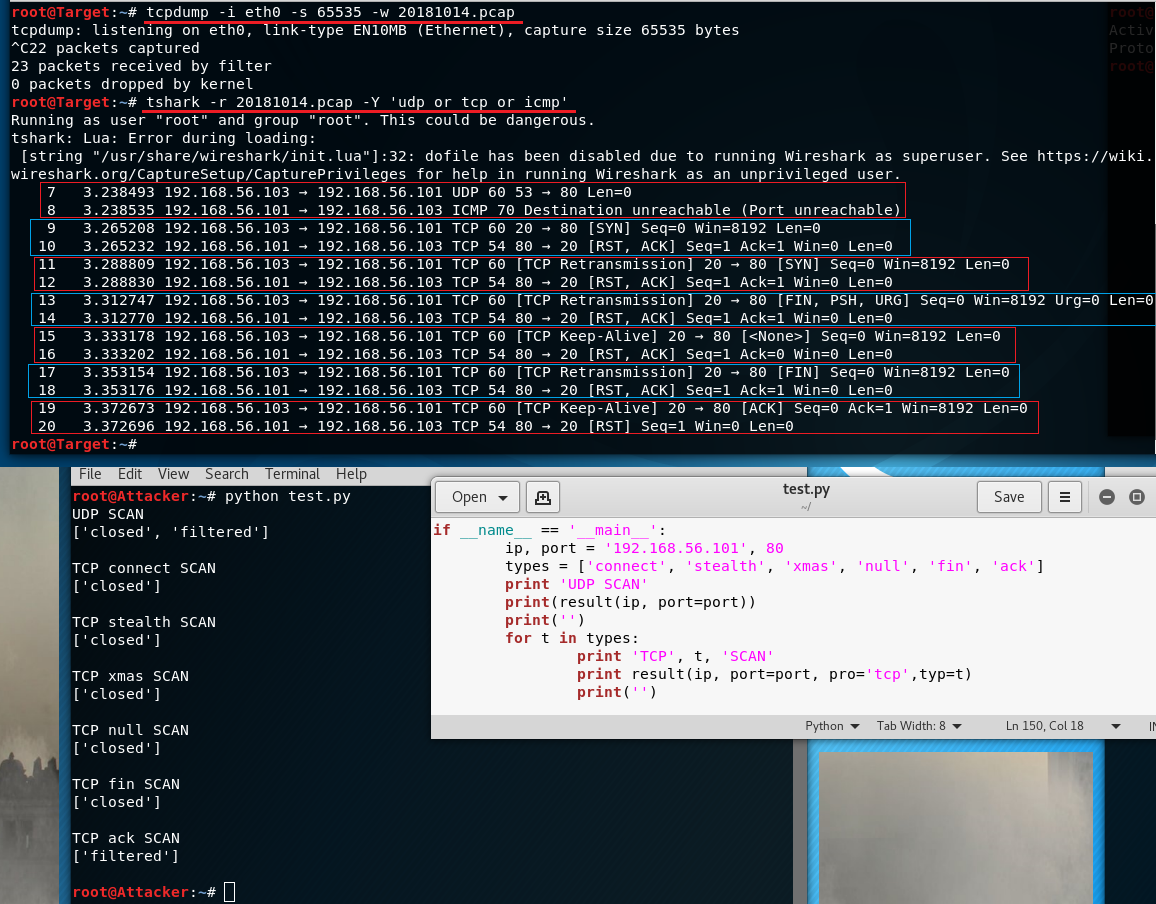 root@Target:~# tcpdump -i eth0 -s 65535 -w 20181014.pcap
tcpdump: listening on eth0, link-type EN10MB (Ethernet), capture size 65535 bytes
^C22 packets captured
23 packets received by filter
0 packets dropped by kernel
root@Target:~# tshark -r 20181014.pcap -Y 'udp or tcp or icmp'
Running as user "root" and group "root". This could be dangerous.
tshark: Lua: Error during loading:
[string "/usr/share/wireshark/init.lua"]:32: dofile has been disabled due to running Wireshark as superuser. See https://wiki.
wireshark.org/CaptureSetup/CapturePrivileges for help in running Wireshark as an unprivileged user.
7 3.238493 192.168.56.103 → 192.168.56.101 UDP 60 53 → 80 Len=0
8 3.238535 192.168.56.101 → 192.168.56.103 ICMP 70 Destination unreachable (Port unreachable)
9 3.265208 192.168.56.103 → 192.168.56.101 TCP 60 20 → 80 [SYN] Seq=0 Win=8192 Len=0
10 3.265232 192.168.56.101 → 192.168.56.103 TCP 54 80 → 20 [RST, ACK] Seq=1 Ack=1 Win=0 Len=0
11 3.288809 192.168.56.103 → 192.168.56.101 TCP 60 [TCP Retransmission] 20 → 80 [SYN] Seq=0 Win=8192 Len=0
12 3.288830 192.168.56.101 → 192.168.56.103 TCP 54 80 → 20 [RST, ACK] Seq=1 Ack=1 Win=0 Len=0
13 3.312747 192.168.56.103 → 192.168.56.101 TCP 60 [TCP Retransmission] 20 → 80 [FIN, PSH, URG] Seq=0 Win=8192 Urg=0 Len=0
14 3.312770 192.168.56.101 → 192.168.56.103 TCP 54 80 → 20 [RST, ACK] Seq=1 Ack=1 Win=0 Len=0
15 3.333178 192.168.56.103 → 192.168.56.101 TCP 60 [TCP Keep-Alive] 20 → 80 [<None>] Seq=0 Win=8192 Len=0
16 3.333202 192.168.56.101 → 192.168.56.103 TCP 54 80 → 20 [RST, ACK] Seq=1 Ack=0 Win=0 Len=0
17 3.353154 192.168.56.103 → 192.168.56.101 TCP 60 [TCP Retransmission] 20 → 80 [FIN] Seq=0 Win=8192 Len=0
18 3.353176 192.168.56.101 → 192.168.56.103 TCP 54 80 → 20 [RST, ACK] Seq=1 Ack=1 Win=0 Len=0
19 3.372673 192.168.56.103 → 192.168.56.101 TCP 60 [TCP Keep-Alive] 20 → 80 [ACK] Seq=0 Ack=1 Win=8192 Len=0
20 3.372696 192.168.56.101 → 192.168.56.103 TCP 54 80 → 20 [RST] Seq=1 Win=0 Len=0
root@Target:~#
root@
Activ
Proto
root@
File Edit View Search Terminal Help
root@Attacker:~# python test.py
UDP SCAN
['closed', 'filtered']
TCP connect SCAN
['closed']
TCP stealth SCAN
['closed']
TCP xmas SCAN
['closed']
TCP null SCAN
['closed']
TCP fin SCAN
['closed']
TCP ack SCAN
['filtered']
root@Attacker:~#
Open
test.py
~/
Save
if __name__ == '__main__':
ip, port = '192.168.56.101', 80
types = ['connect', 'stealth', 'xmas', 'null', 'fin', 'ack']
print 'UDP SCAN'
print(result(ip, port=port))
print('')
for t in types:
print 'TCP', t, 'SCAN'
print result(ip, port=port, pro='tcp',typ=t)
print('')
Python Tab Width: 8 Ln 150, Col 18 IN